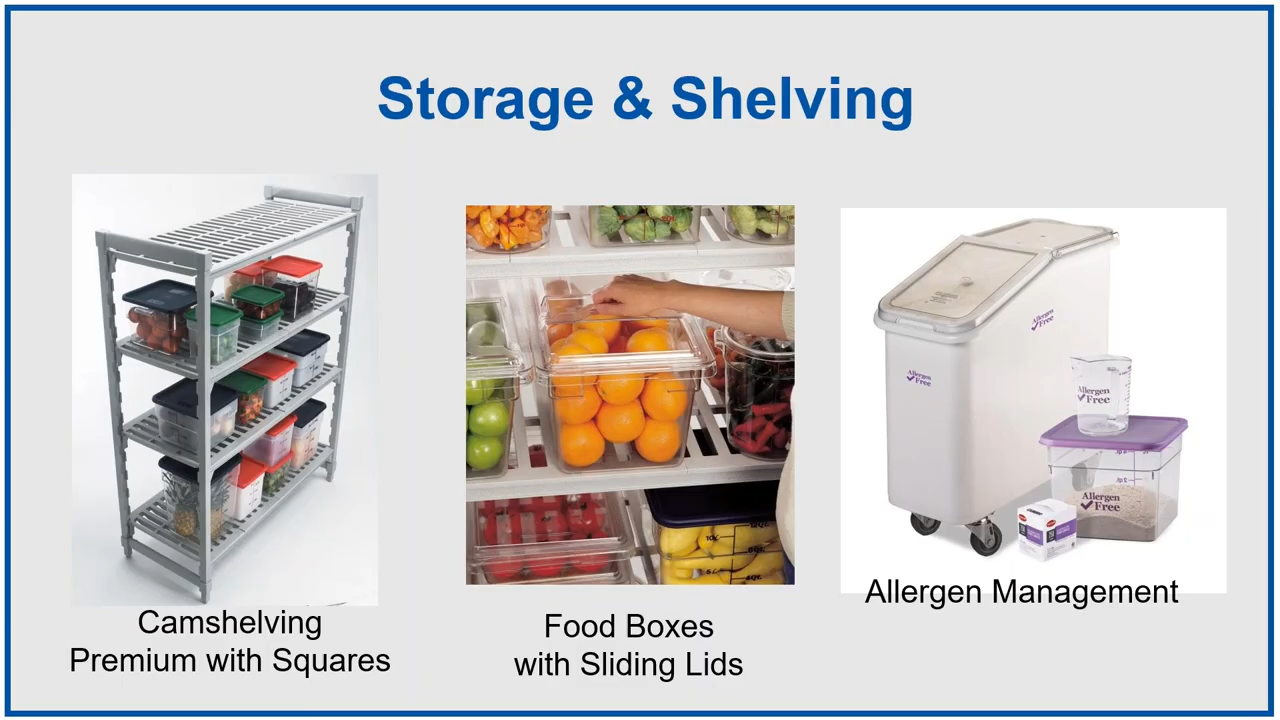 Storage & Shelving
Camshelving
Premium with Squares
Food Boxes
with Sliding Lids
Allergen
Free
Allergen
Free
Allergen
Free
Allergen
Free
Allergen Management